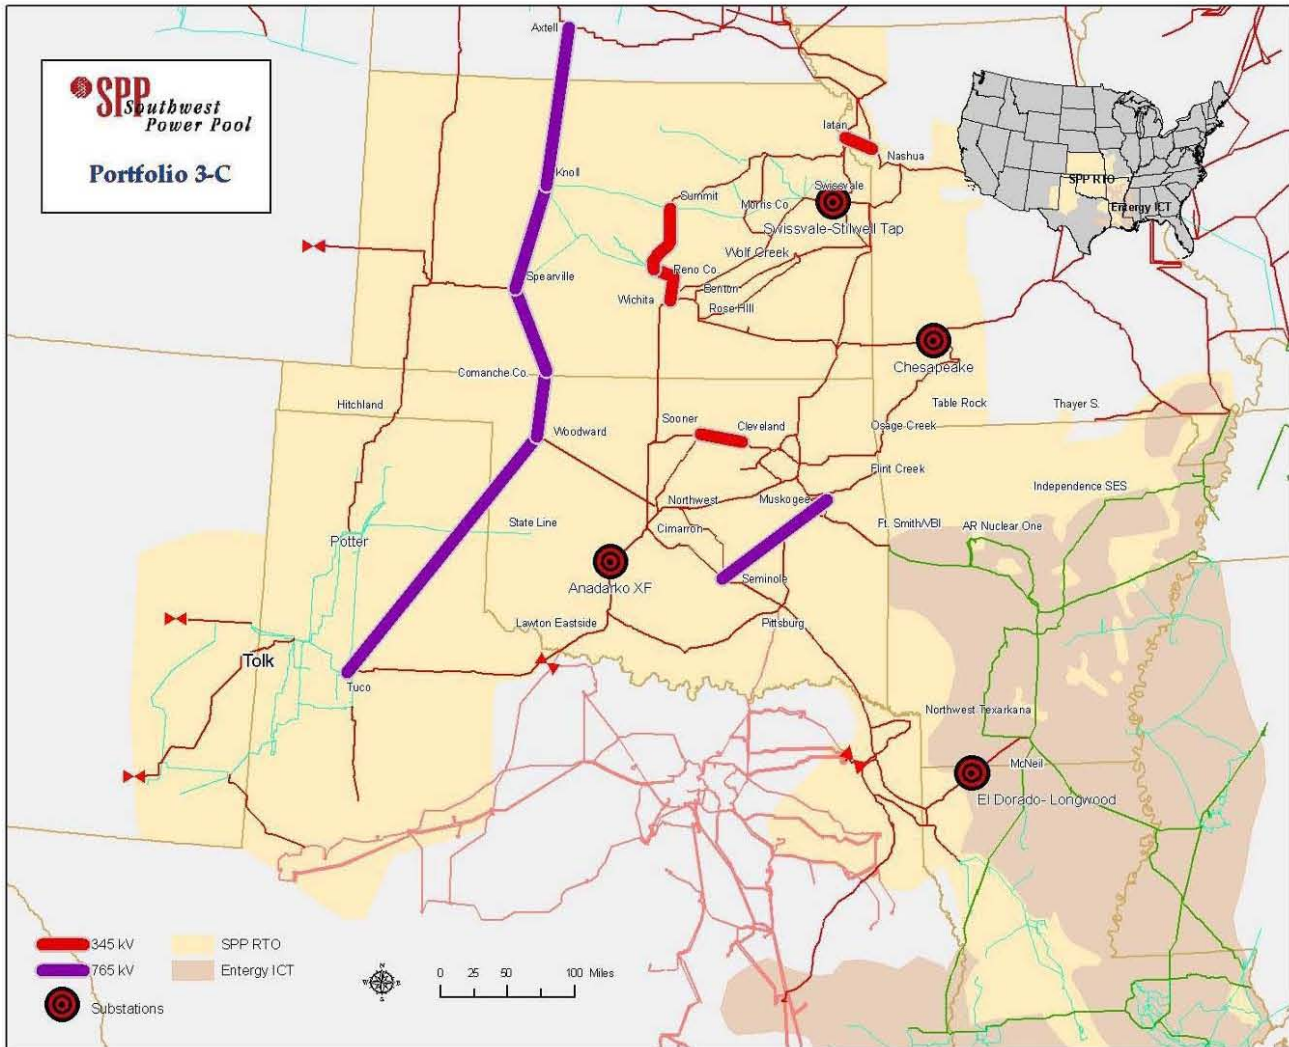 Axtell
SPP
Southwest
Power Pool
Portfolio 3-C
Iatan
Nashua
SPP RTO
Entergy ICT
Knoll
Summit
Swissvale
Morris Co.
Swissvale-Stilwell Tap
Wolf Creek
Reno Co.
Spearville
Benton
Wichita
Rose Hill
Chesapeake
Comanche Co.
Hitchland
Table Rock
Thayer S.
Sooner
Cleveland
Osage Creek
Woodward
Flint Creek
Independence SES
Northwest
Muskogee
State Line
Cimarron
Ft. Smith/VBI
AR Nuclear One
Potter
Seminole
Anadarko XF
Lawton Eastside
Pittsburg
Tolk
Tuco
Northwest Texarkana
McNeil
El Dorado- Longwood
345 kV
SPP RTO
765 kV
Entergy ICT
Substations
N
W
E
S
0 25 50 100 Miles